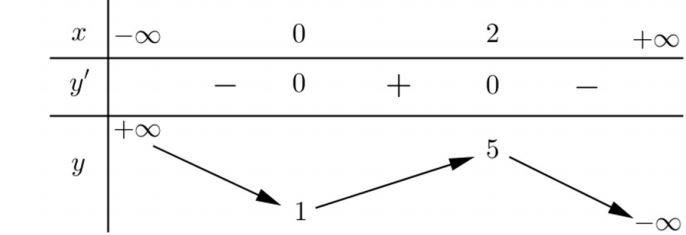 x −∞ 0 2 +∞
y′ − 0 + 0 −
+∞ 5
y
1 −∞